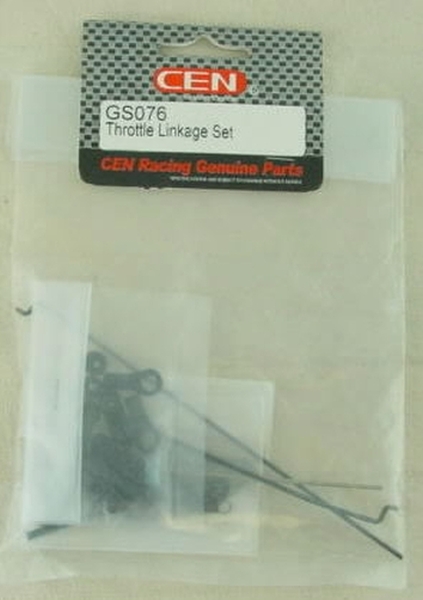 CEN
GS076
Throttle Linkage Set
CEN Racing Genuine Parts